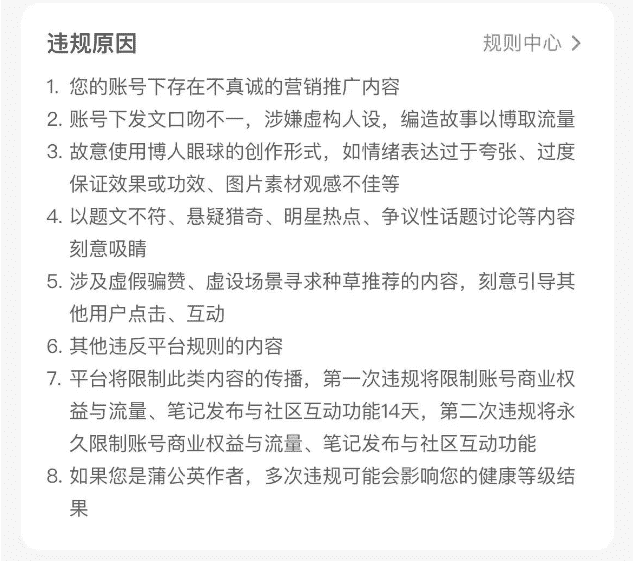 违规原因
规则中心 >
1. 您的账号下存在不真诚的营销推广内容
2. 账号下发文口吻不一，涉嫌虚构人设，编造故事以博取流量
3. 故意使用博人眼球的创作形式，如情绪表达过于夸张、过度
保证效果或功效、图片素材观感不佳等
4. 以题文不符、悬疑猎奇、明星热点、争议性话题讨论等内容
刻意吸睛
5. 涉及虚假骗赞、虚设场景寻求种草推荐的内容，刻意引导其
他用户点击、互动
6. 其他违反平台规则的内容
7. 平台将限制此类内容的传播，第一次违规将限制账号商业权
益与流量、笔记发布与社区互动功能14天，第二次违规将永
久限制账号商业权益与流量、笔记发布与社区互动功能
8. 如果您是蒲公英作者，多次违规可能会影响您的健康等级结
果